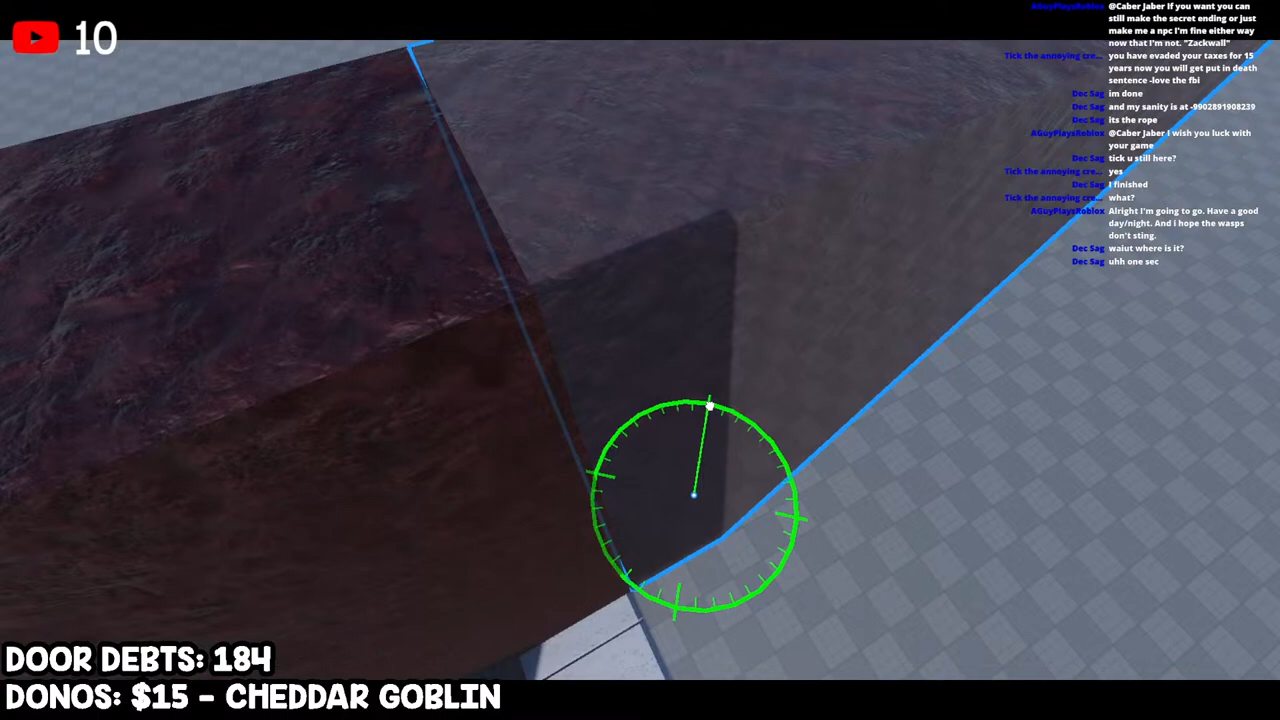 10
AGuyPlaysRoblox @Caber Jaber If you want you can
still make the secret ending or just
make me a npc I'm fine either way
now that I'm not. "Zackwall"
Tick the annoying cre... you have evaded your taxes for 15
years now you will get put in death
sentence -love the fbi
Dec Sag im done
Dec Sag and my sanity is at -9902891908239
Dec Sag its the rope
AGuyPlaysRoblox @Caber Jaber I wish you luck with
your game
Dec Sag tick u still here?
Tick the annoying cre... yes
Dec Sag I finished
Tick the annoying cre... what?
AGuyPlaysRoblox Alright I'm going to go. Have a good
day/night. And i hope the wasps
don't sting.
Dec Sag waiut where is it?
Dec Sag uhh one sec
DOOR DEBTS: 184
DONOS: $15 - CHEDDAR GOBLIN